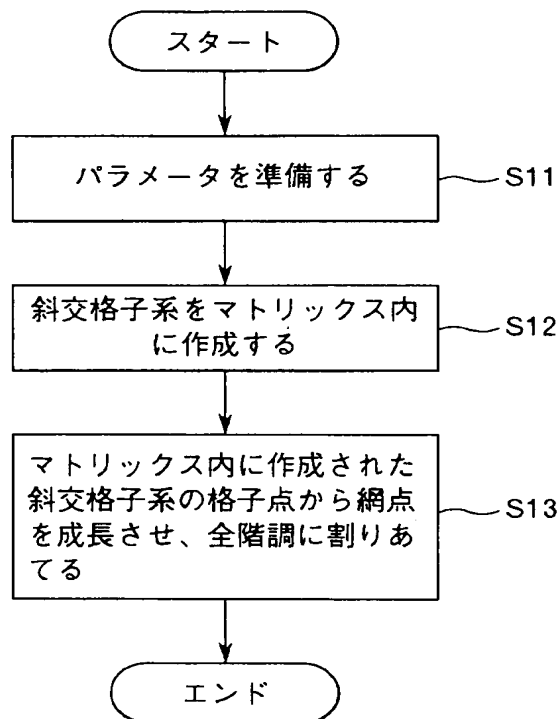 スタート
パラメータを準備する
S11
斜交格子系をマトリックス内
に作成する
S12
マトリックス内に作成された
斜交格子系の格子点から網点
を成長させ、全階調に割りあ
てる
S13
エンド